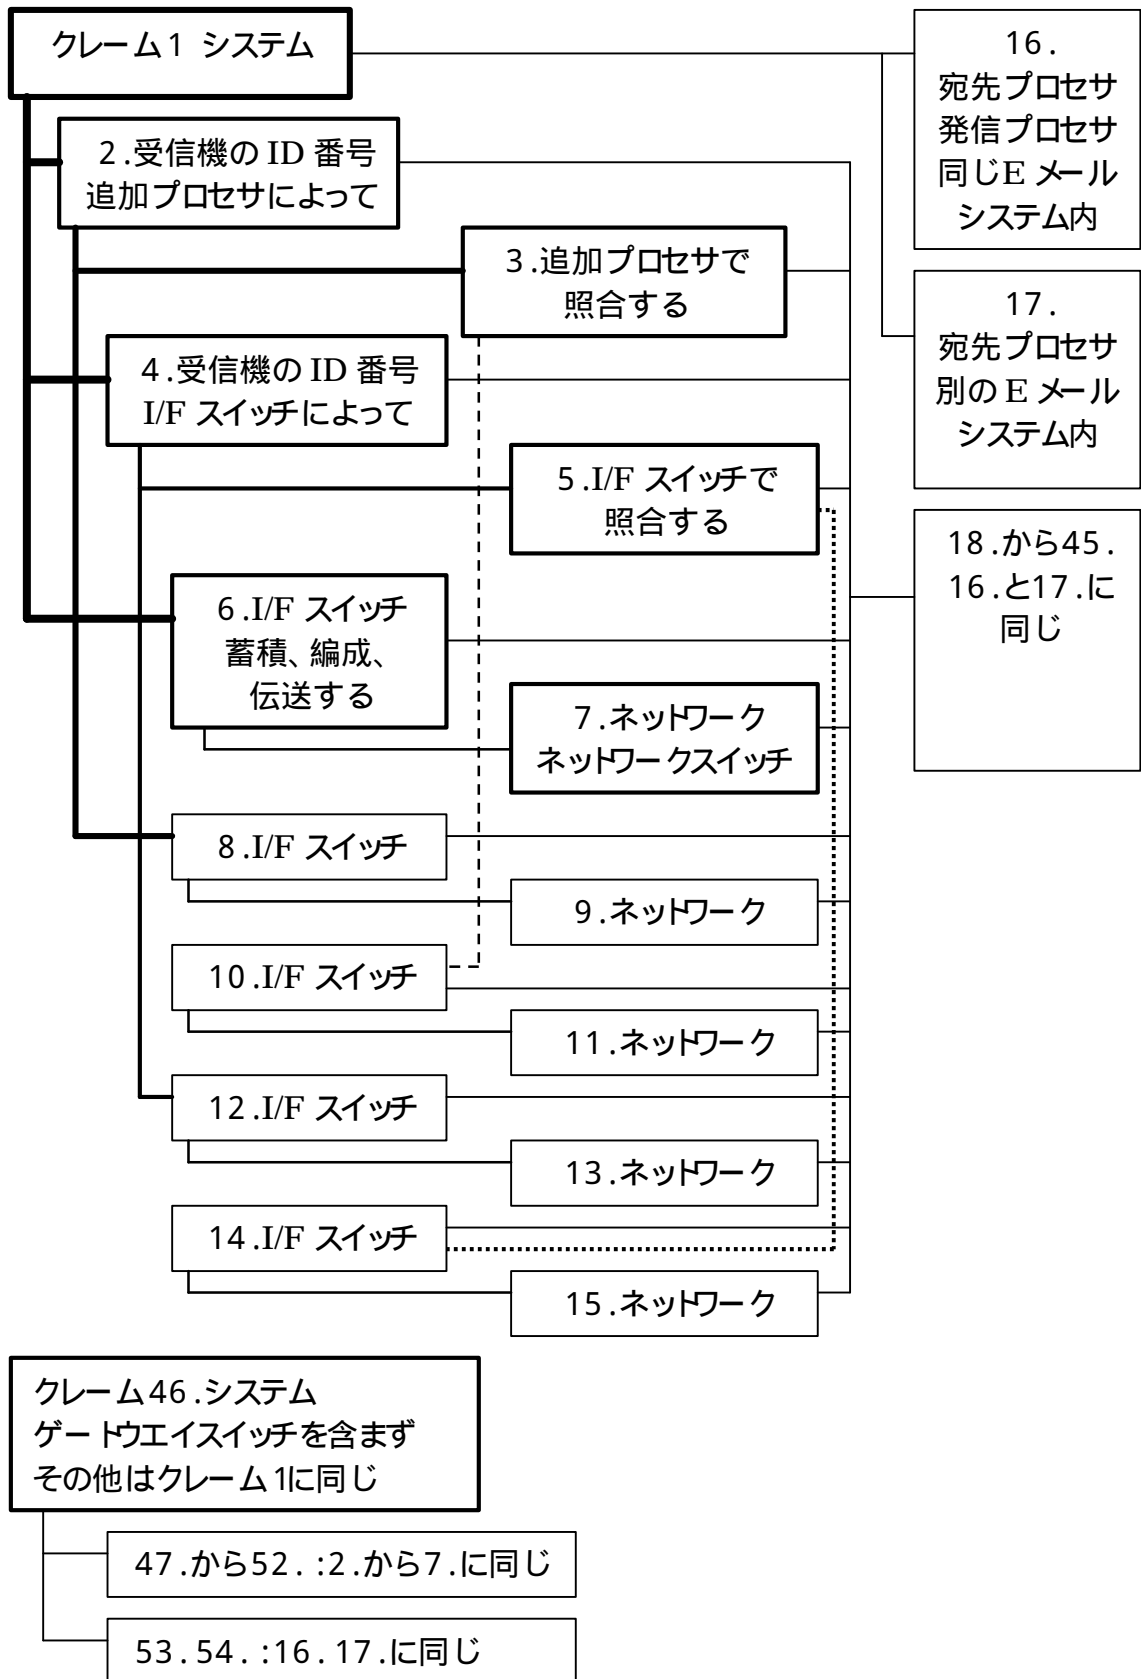 クレーム1 システム
16.
宛先プロセサ
発信プロセサ
同じE メール
システム内
2.受信機の ID 番号
追加プロセサによって
3.追加プロセサで
照合する
17.
宛先プロセサ
別の E メール
システム内
4.受信機の ID 番号
I/F スイッチによって
5.I/F スイッチで
照合する
18.から45.
16.と17.に
同じ
6.I/F スイッチ
蓄積、編成、
伝送する
7.ネットワーク
ネットワークスイッチ
8.I/F スイッチ
9.ネットワーク
10.I/F スイッチ
11.ネットワーク
12.I/F スイッチ
13.ネットワーク
14.I/F スイッチ
15.ネットワーク
クレーム46.システム
ゲートウエイスイッチを含まず
その他はクレーム1に同じ
47.から52.:2.から7.に同じ
53.54.:16.17.に同じ